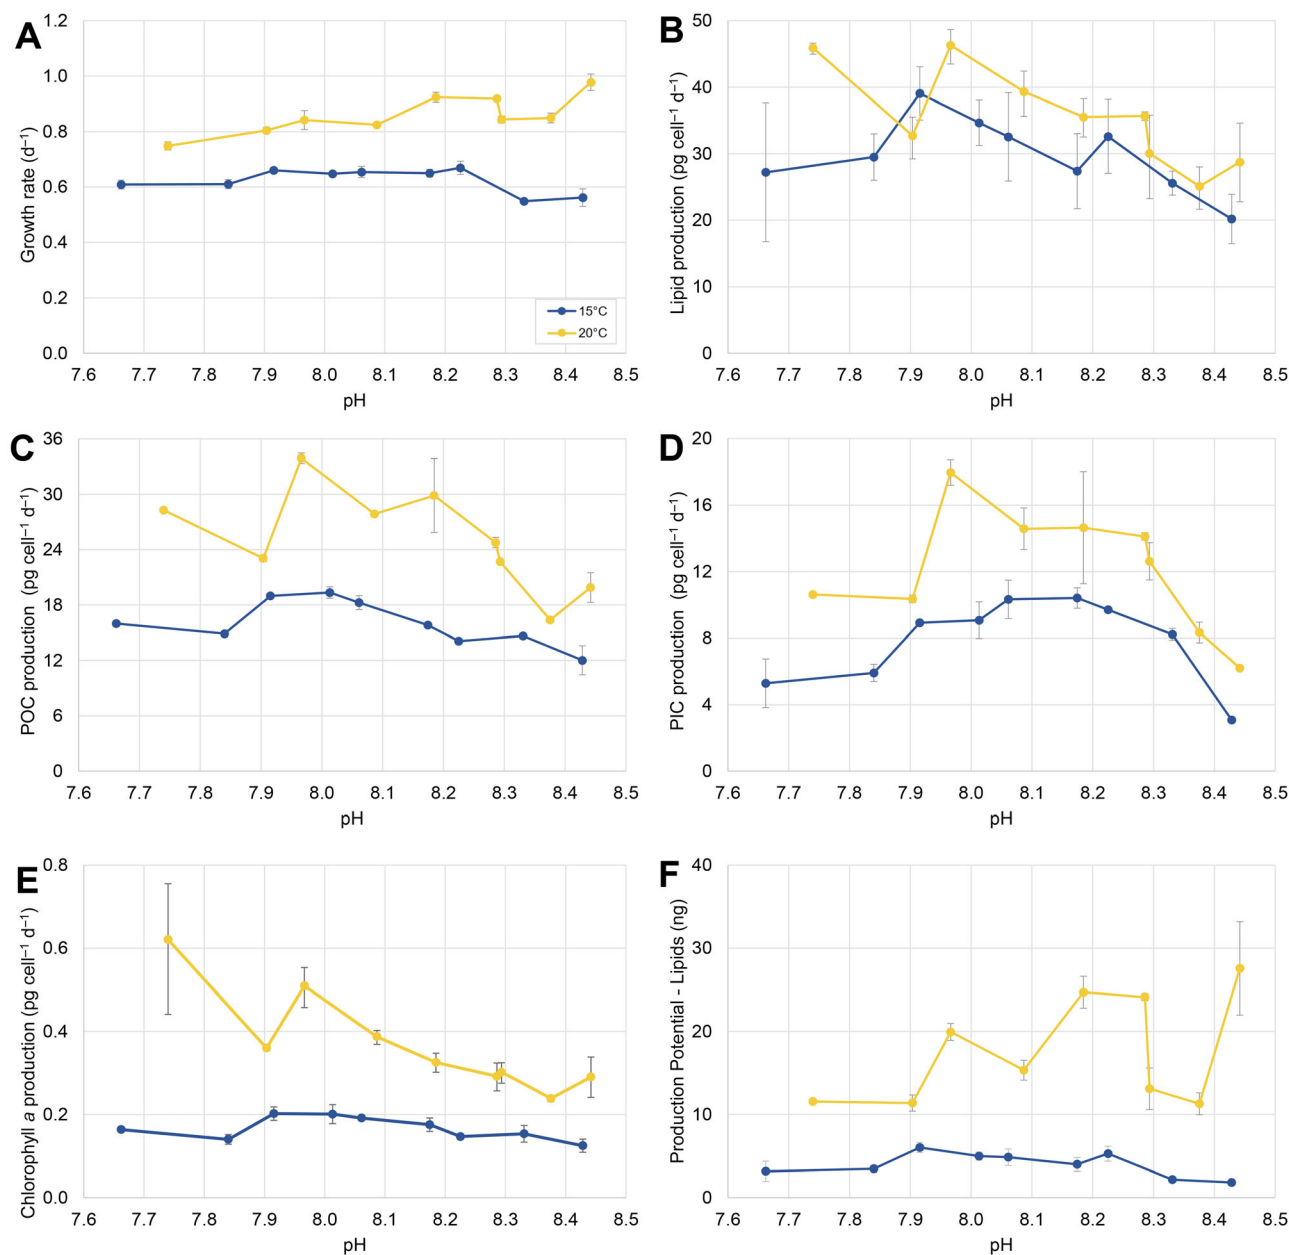 A
Growth rate (d⁻¹)
1.2
1.0
0.8
0.6
0.4
0.2
0.0
15°C
20°C
7.6 7.7 7.8 7.9 8.0 8.1 8.2 8.3 8.4 8.5
pH
B
Lipid production (pg cell⁻¹ d⁻¹)
50
40
30
20
10
0
7.6 7.7 7.8 7.9 8.0 8.1 8.2 8.3 8.4 8.5
pH
C
POC production (pg cell⁻¹ d⁻¹)
36
30
24
18
12
6
0
7.6 7.7 7.8 7.9 8.0 8.1 8.2 8.3 8.4 8.5
pH
D
PIC production (pg cell⁻¹ d⁻¹)
20
16
12
8
4
0
7.6 7.7 7.8 7.9 8.0 8.1 8.2 8.3 8.4 8.5
pH
E
Chlorophyll a production (pg cell⁻¹ d⁻¹)
0.8
0.6
0.4
0.2
0.0
7.6 7.7 7.8 7.9 8.0 8.1 8.2 8.3 8.4 8.5
pH
F
Production Potential - Lipids (ng)
40
30
20
10
0
7.6 7.7 7.8 7.9 8.0 8.1 8.2 8.3 8.4 8.5
pH